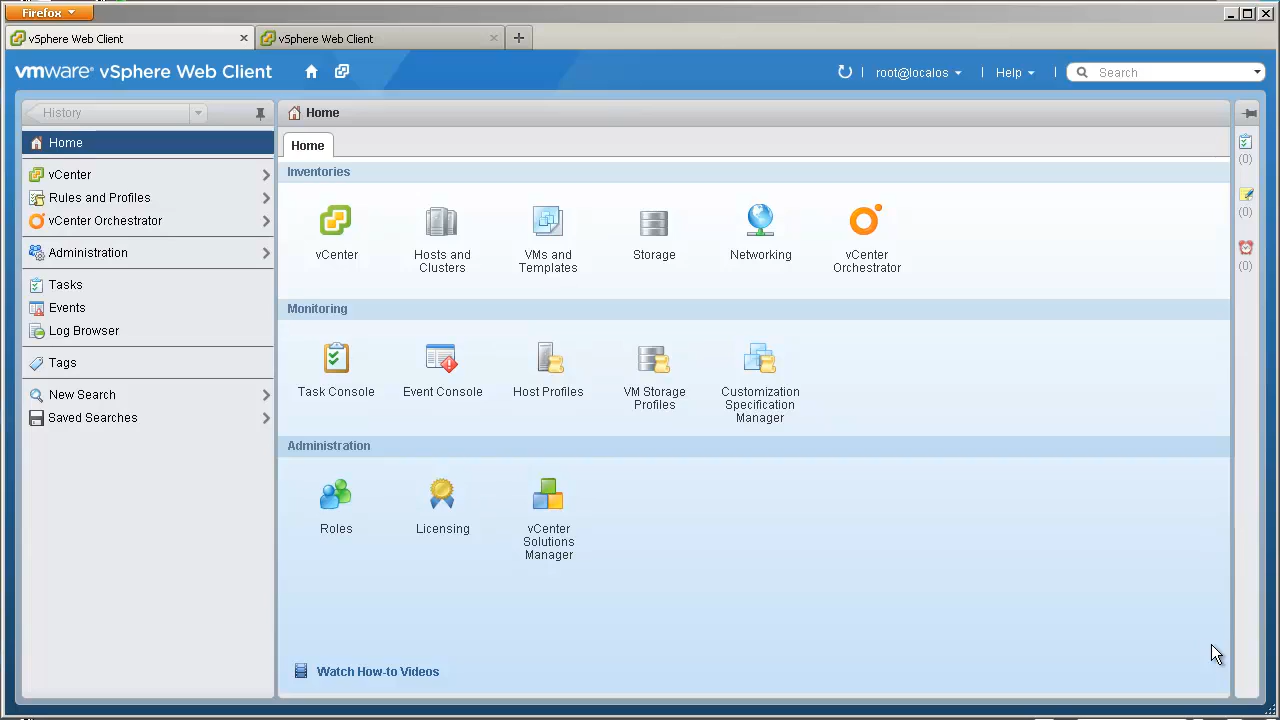 Firefox
vSphere Web Client
vSphere Web Client
vmware® vSphere Web Client
root@localos
Help
Search
History
Home
vCenter
Rules and Profiles
vCenter Orchestrator
Administration
Tasks
Events
Log Browser
Tags
New Search
Saved Searches
Home
Home
Inventories
vCenter
Hosts and
Clusters
VMs and
Templates
Storage
Networking
vCenter
Orchestrator
Monitoring
Task Console
Event Console
Host Profiles
VM Storage
Profiles
Customization
Specification
Manager
Administration
Roles
Licensing
vCenter
Solutions
Manager
Watch How-to Videos
(0)
(0)
(0)